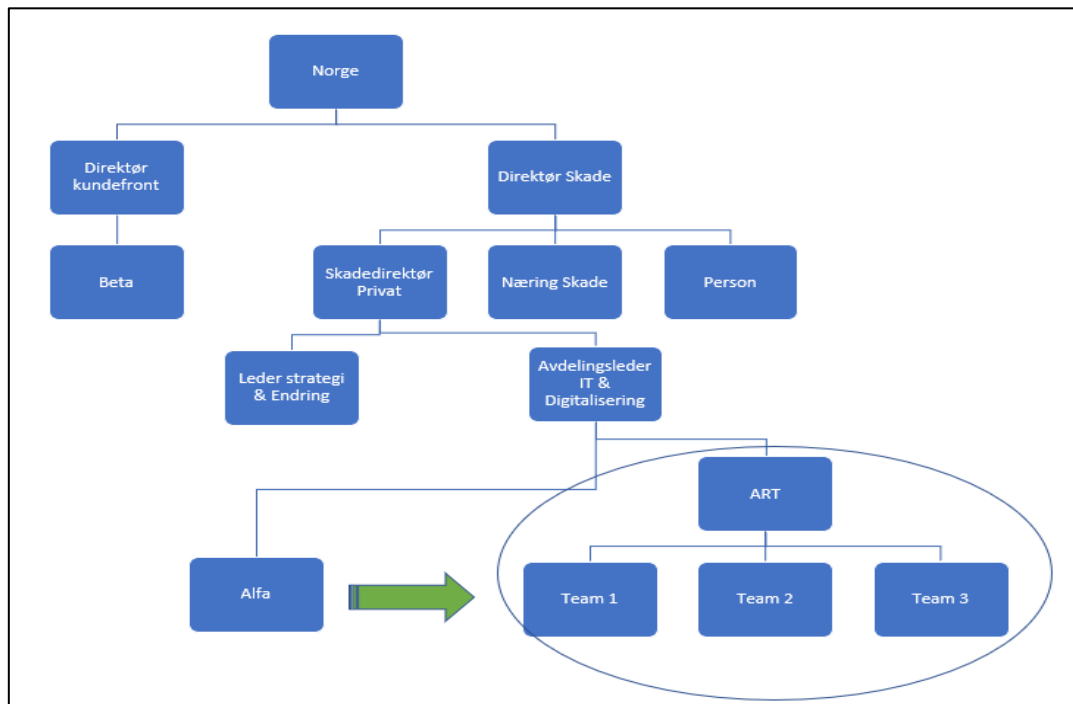 Norge
Direktør
kundefront
Direktør Skade
Beta
Skadedirektør
Privat
Næring Skade
Person
Leder strategi
& Endring
Avdelingsleder
IT &
Digitalisering
ART
Alfa
Team 1
Team 2
Team 3